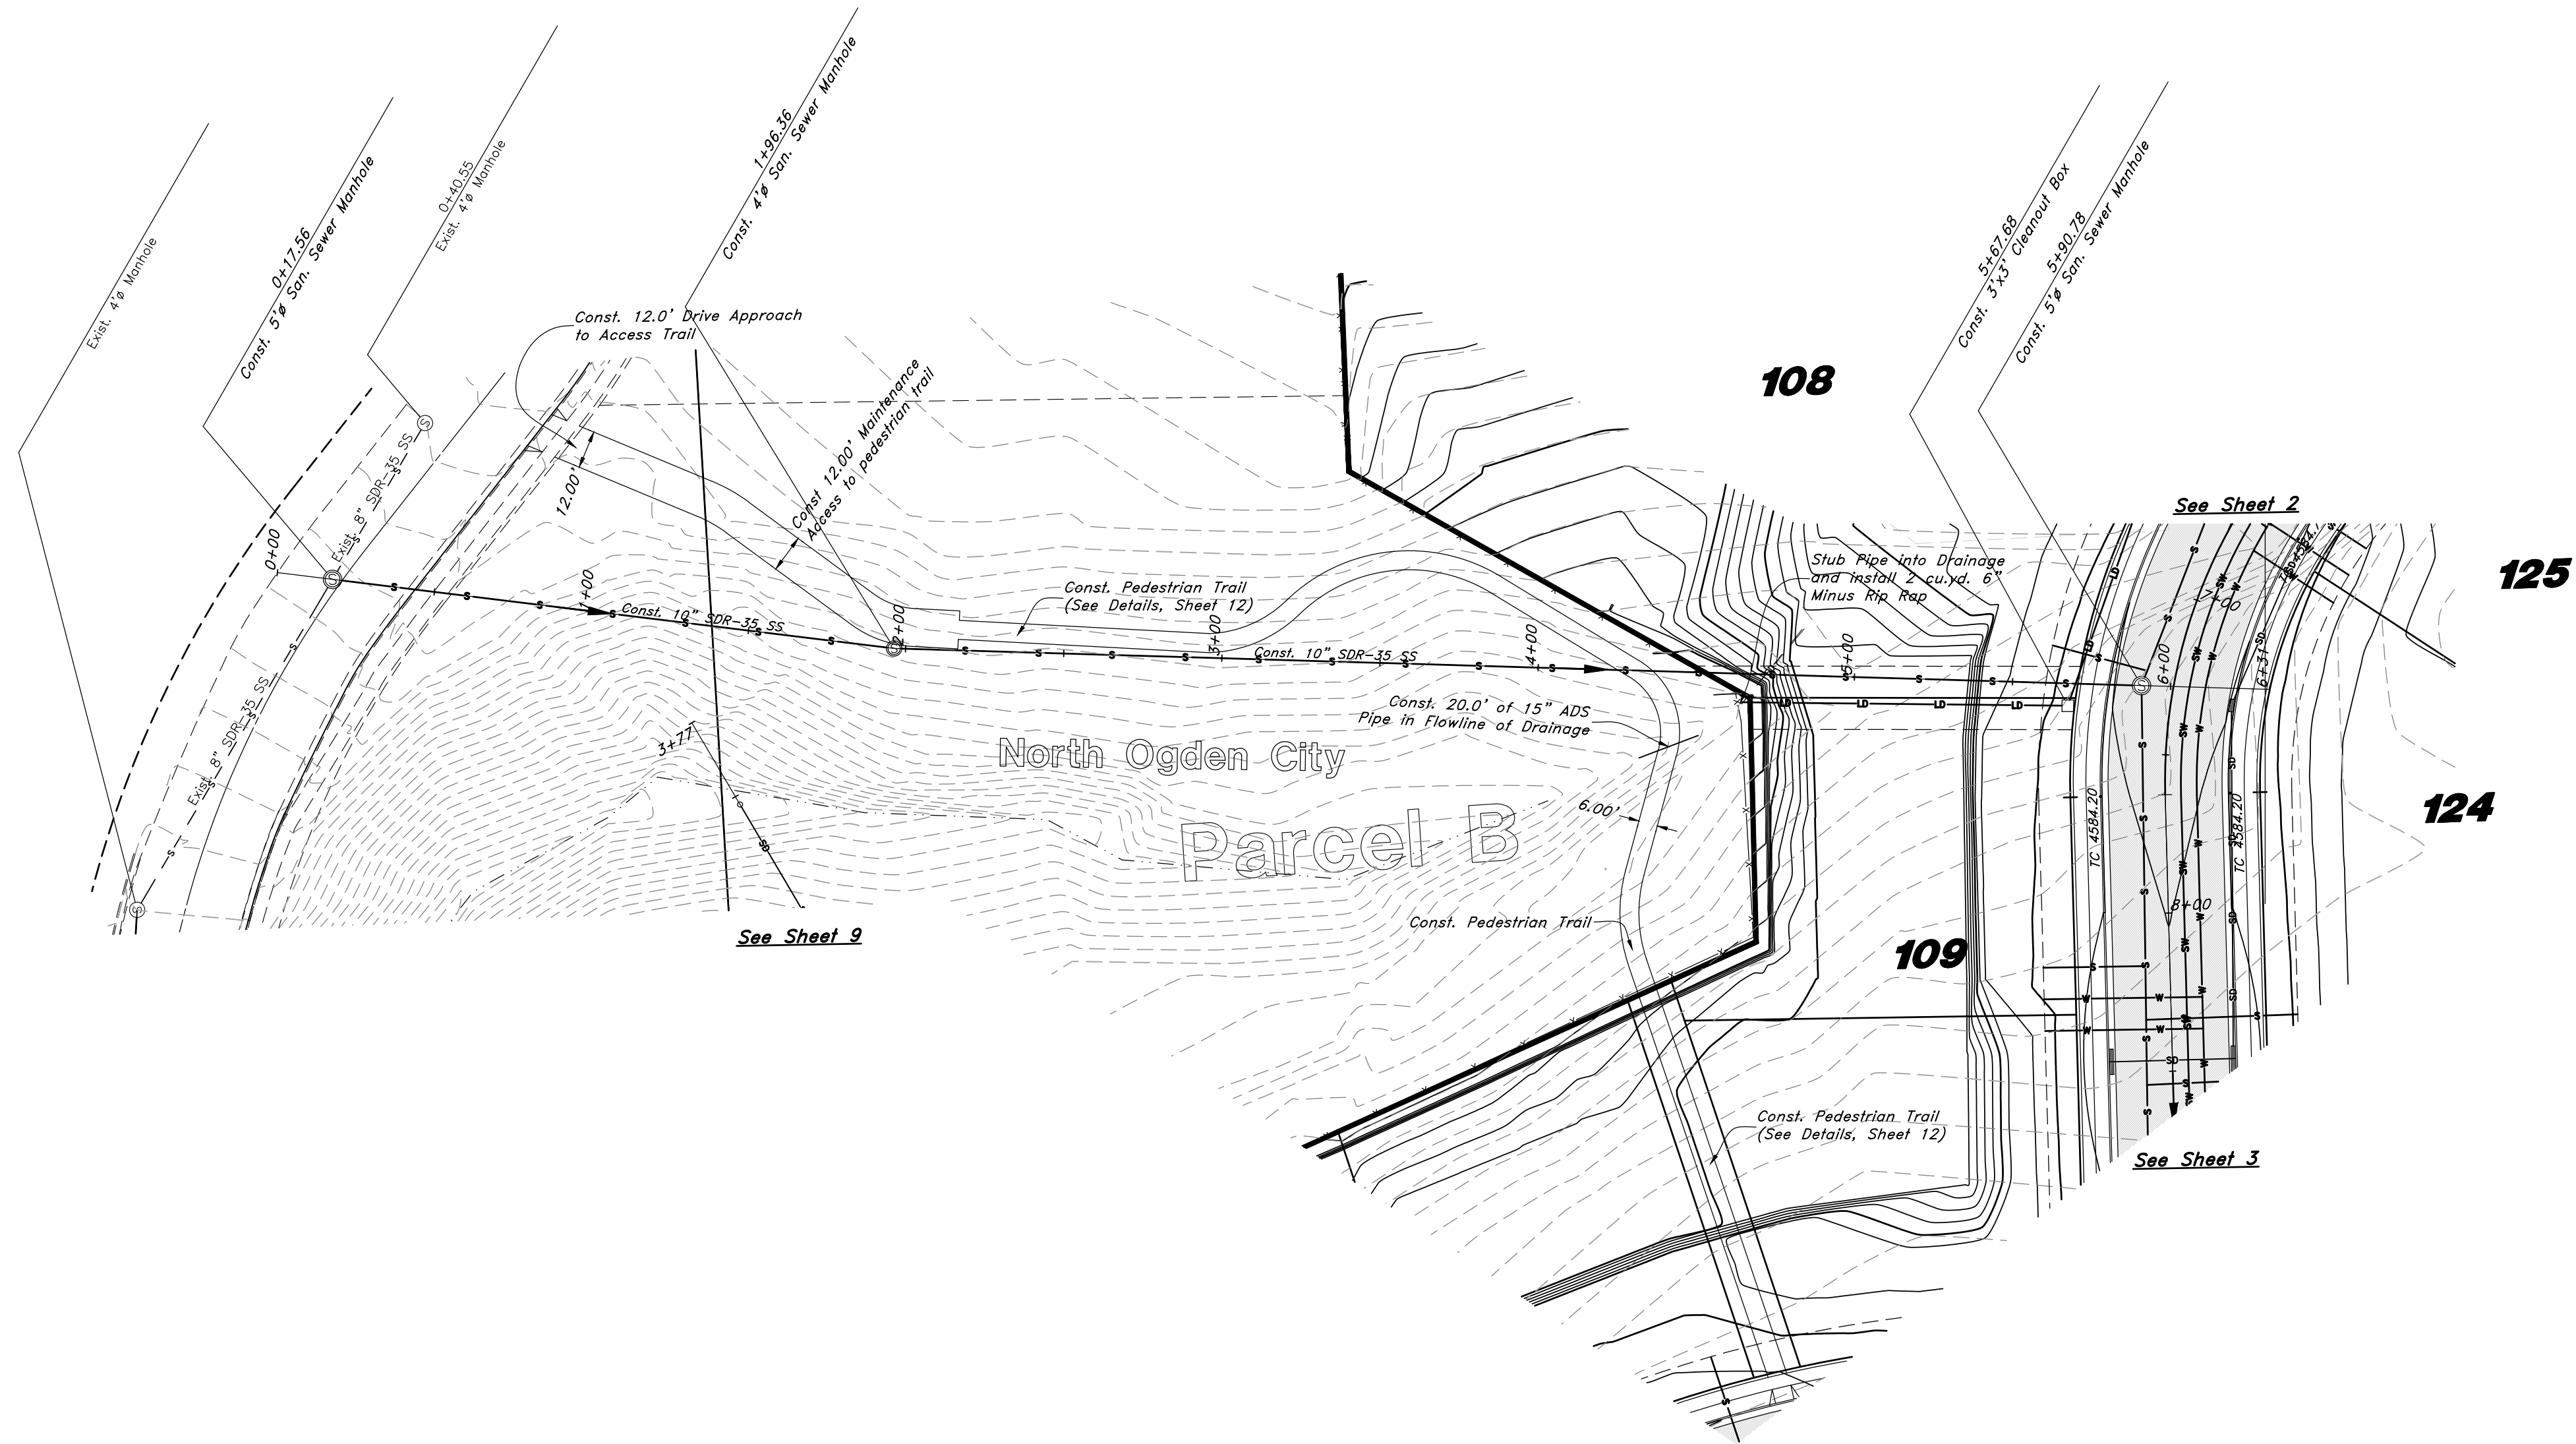 Exist. 4'ø Manhole
0+17.56
Const. 5'ø San. Sewer Manhole
0+40.55
Exist. 4'ø Manhole
1+96.36
Const. 4'ø San. Sewer Manhole
5+67.68
Const. 3'x3' Cleanout Box
5+90.78
Const. 5'ø San. Sewer Manhole
Const. 12.0' Drive Approach
to Access Trail
12.00'
Const 12.00' Maintenance
Access to pedestrian trail
108
See Sheet 2
125
Exist. 8" SDR-35 SS
0+00
1+00
Const. 10" SDR-35 SS
2+00
Const. Pedestrian Trail
(See Details, Sheet 12)
3+00
Const. 10" SDR-35 SS
4+00
Stub Pipe into Drainage
and install 2 cu.yd. 6"
Minus Rip Rap
5+00
6+00
6+31
Exist. 8" SDR-35 SS
3+77
SD
North Ogden City
Const. 20.0' of 15" ADS
Pipe in Flowline of Drainage
LD LD LD LD
Parcel B
6.00'
TC 4584.20
TC 4584.20
124
8+00
See Sheet 9
Const. Pedestrian Trail
109
Const. Pedestrian Trail
(See Details, Sheet 12)
See Sheet 3